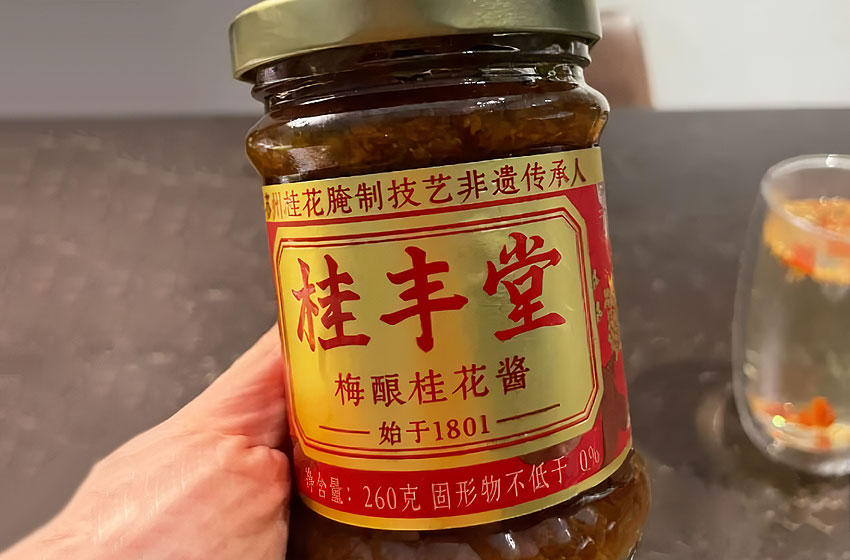 苏州桂花腌制技艺非遗传承人
桂丰堂
梅酿桂花酱
始于1801
净含量：260克 固形物不低于 0%